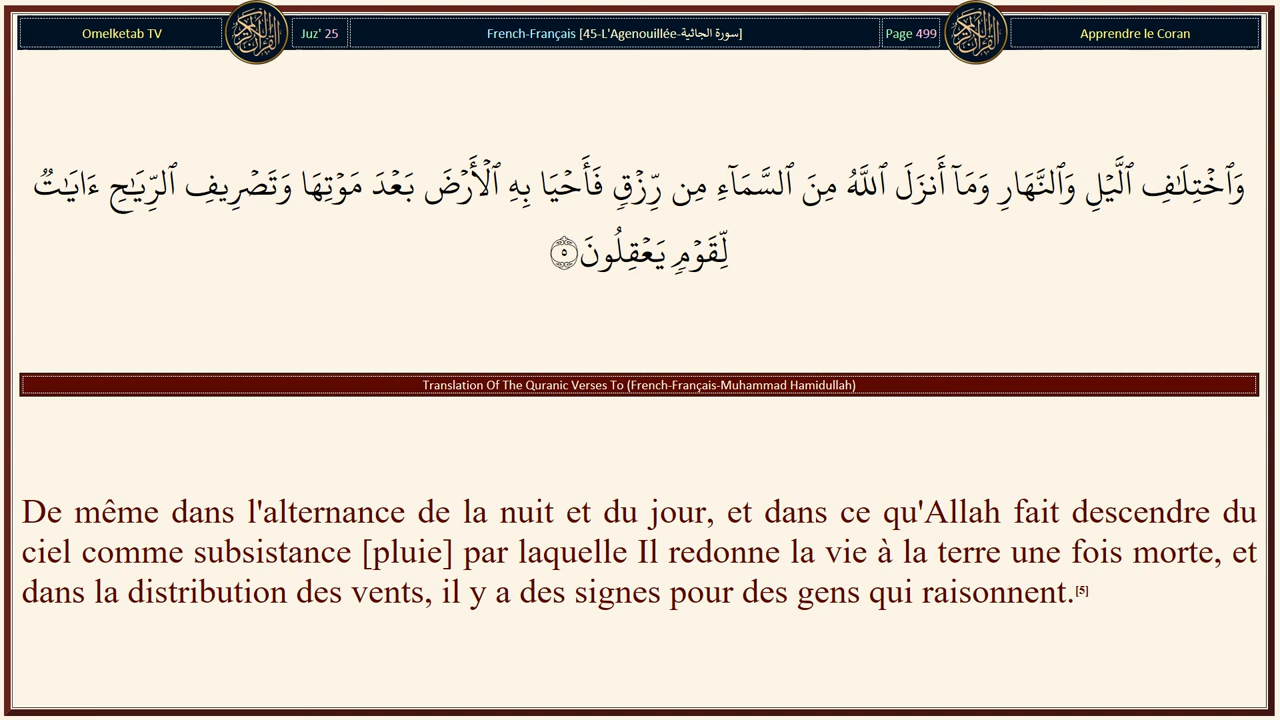 Omelketab TV
Juz' 25
French-Français [45-L'Agenouillée-سورة الجاثية]
Page 499
Apprendre le Coran
وَٱخْتِلَٰفِ ٱلَّيْلِ وَٱلنَّهَارِ وَمَآ أَنزَلَ ٱللَّهُ مِنَ ٱلسَّمَآءِ مِن رِّزْقٍ فَأَحْيَا بِهِ ٱلْأَرْضَ بَعْدَ مَوْتِهَا وَتَصْرِيفِ ٱلرِّيَٰحِ ءَايَٰتٌ
لِّقَوْمٍ يَعْقِلُونَ ٥
Translation Of The Quranic Verses To (French-Français-Muhammad Hamidullah)
De même dans l'alternance de la nuit et du jour, et dans ce qu'Allah fait descendre du
ciel comme subsistance [pluie] par laquelle Il redonne la vie à la terre une fois morte, et
dans la distribution des vents, il y a des signes pour des gens qui raisonnent.[5]